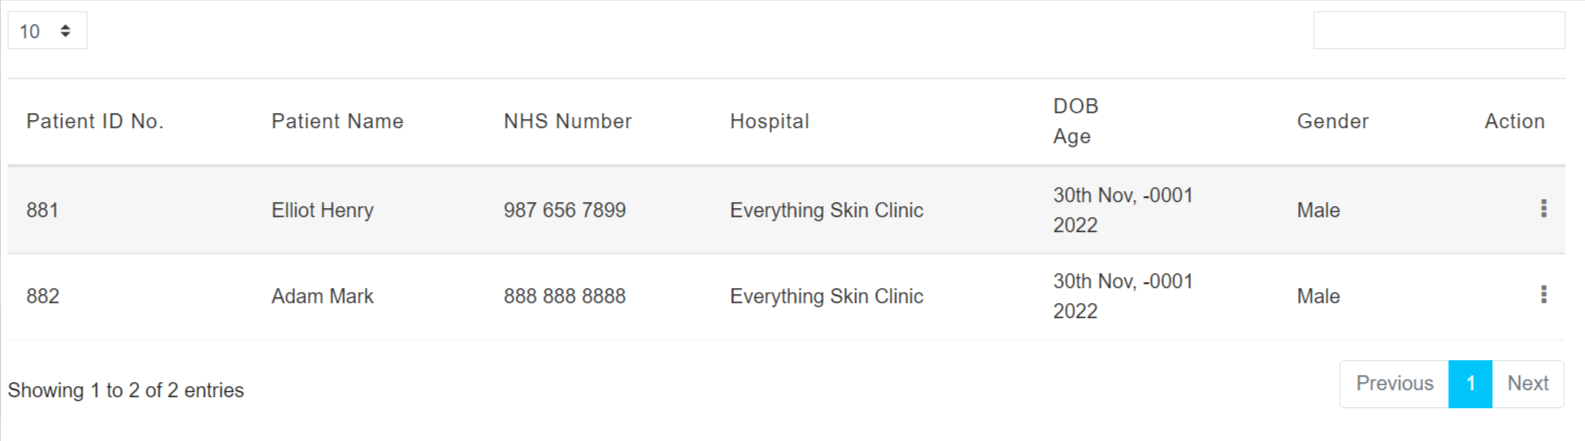 10
Patient ID No. Patient Name NHS Number Hospital DOB Age Gender Action
881 Elliot Henry 987 656 7899 Everything Skin Clinic 30th Nov, -0001 2022 Male
882 Adam Mark 888 888 8888 Everything Skin Clinic 30th Nov, -0001 2022 Male
Showing 1 to 2 of 2 entries Previous 1 Next